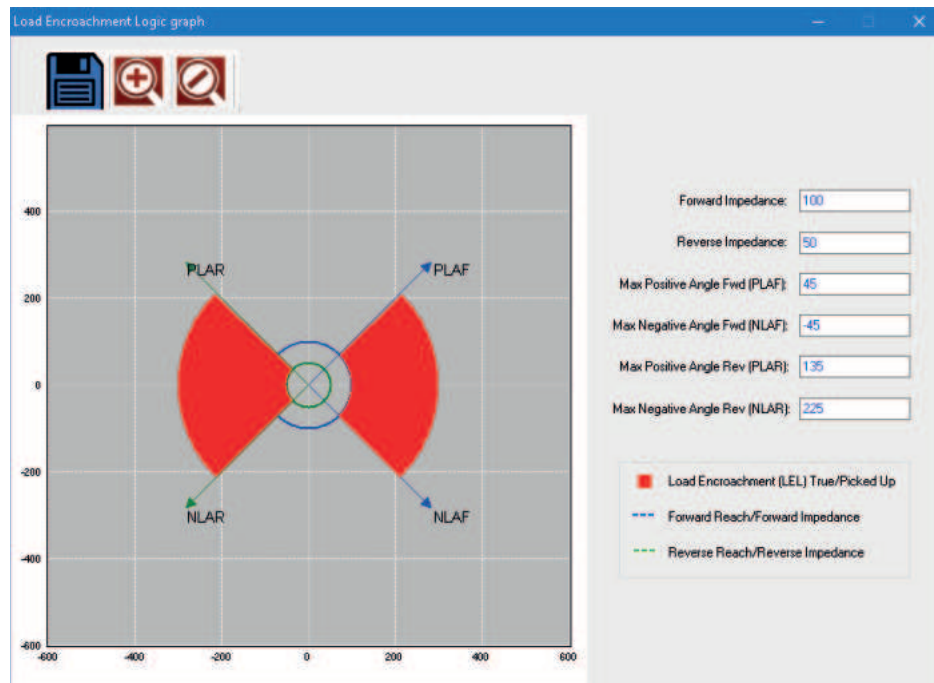 Load Encroachment Logic graph
400
200
0
-200
-400
-600
-600 -400 -200 0 200 400 600
PLAR
PLAF
NLAR
NLAF
Forward Impedance: 100
Reverse Impedance: 50
Max Positive Angle Fwd (PLAF): 45
Max Negative Angle Fwd (NLAF): -45
Max Positive Angle Rev (PLAR): 135
Max Negative Angle Rev (NLAR): 225
Load Encroachment (LEL) True/Picked Up
Forward Reach/Forward Impedance
Reverse Reach/Reverse Impedance